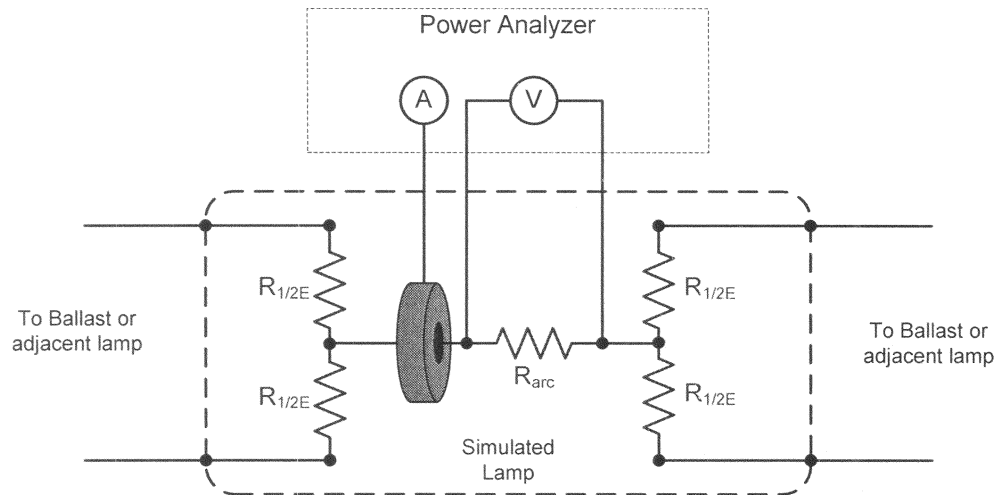 Power Analyzer
A
V
R1/2E
R1/2E
To Ballast or
adjacent lamp
To Ballast or
adjacent lamp
Rarc
R1/2E
R1/2E
Simulated
Lamp